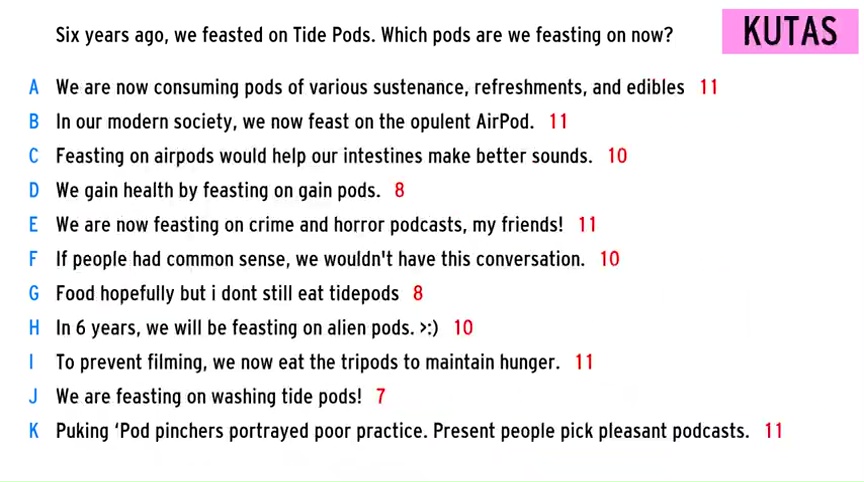 Six years ago, we feasted on Tide Pods. Which pods are we feasting on now?
KUTAS
A We are now consuming pods of various sustenance, refreshments, and edibles 11
B In our modern society, we now feast on the opulent AirPod. 11
C Feasting on airpods would help our intestines make better sounds. 10
D We gain health by feasting on gain pods. 8
E We are now feasting on crime and horror podcasts, my friends! 11
F If people had common sense, we wouldn't have this conversation. 10
G Food hopefully but i dont still eat tidepods 8
H In 6 years, we will be feasting on alien pods. >:) 10
I To prevent filming, we now eat the tripods to maintain hunger. 11
J We are feasting on washing tide pods! 7
K Puking ‘Pod pinchers portrayed poor practice. Present people pick pleasant podcasts. 11